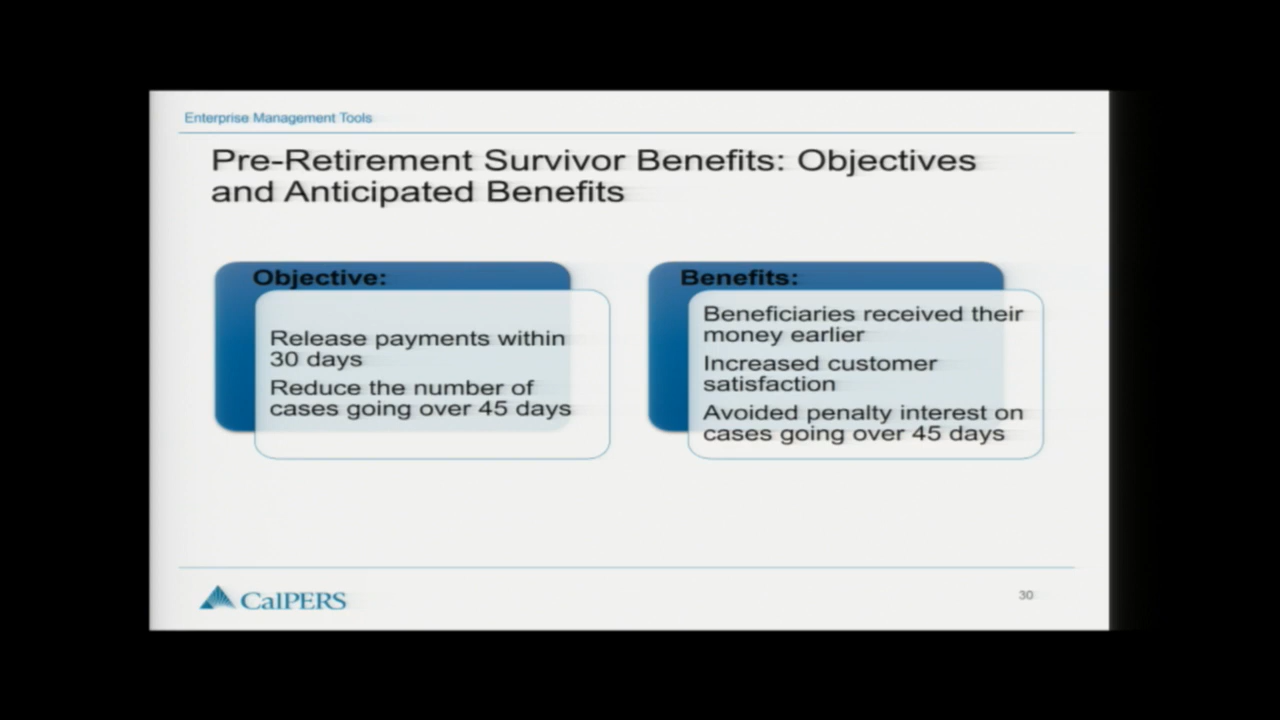 Enterprise Management Tools
Pre-Retirement Survivor Benefits: Objectives
and Anticipated Benefits
Objective:
Release payments within
30 days
Reduce the number of
cases going over 45 days
Benefits:
Beneficiaries received their
money earlier
Increased customer
satisfaction
Avoided penalty interest on
cases going over 45 days
CalPERS
30